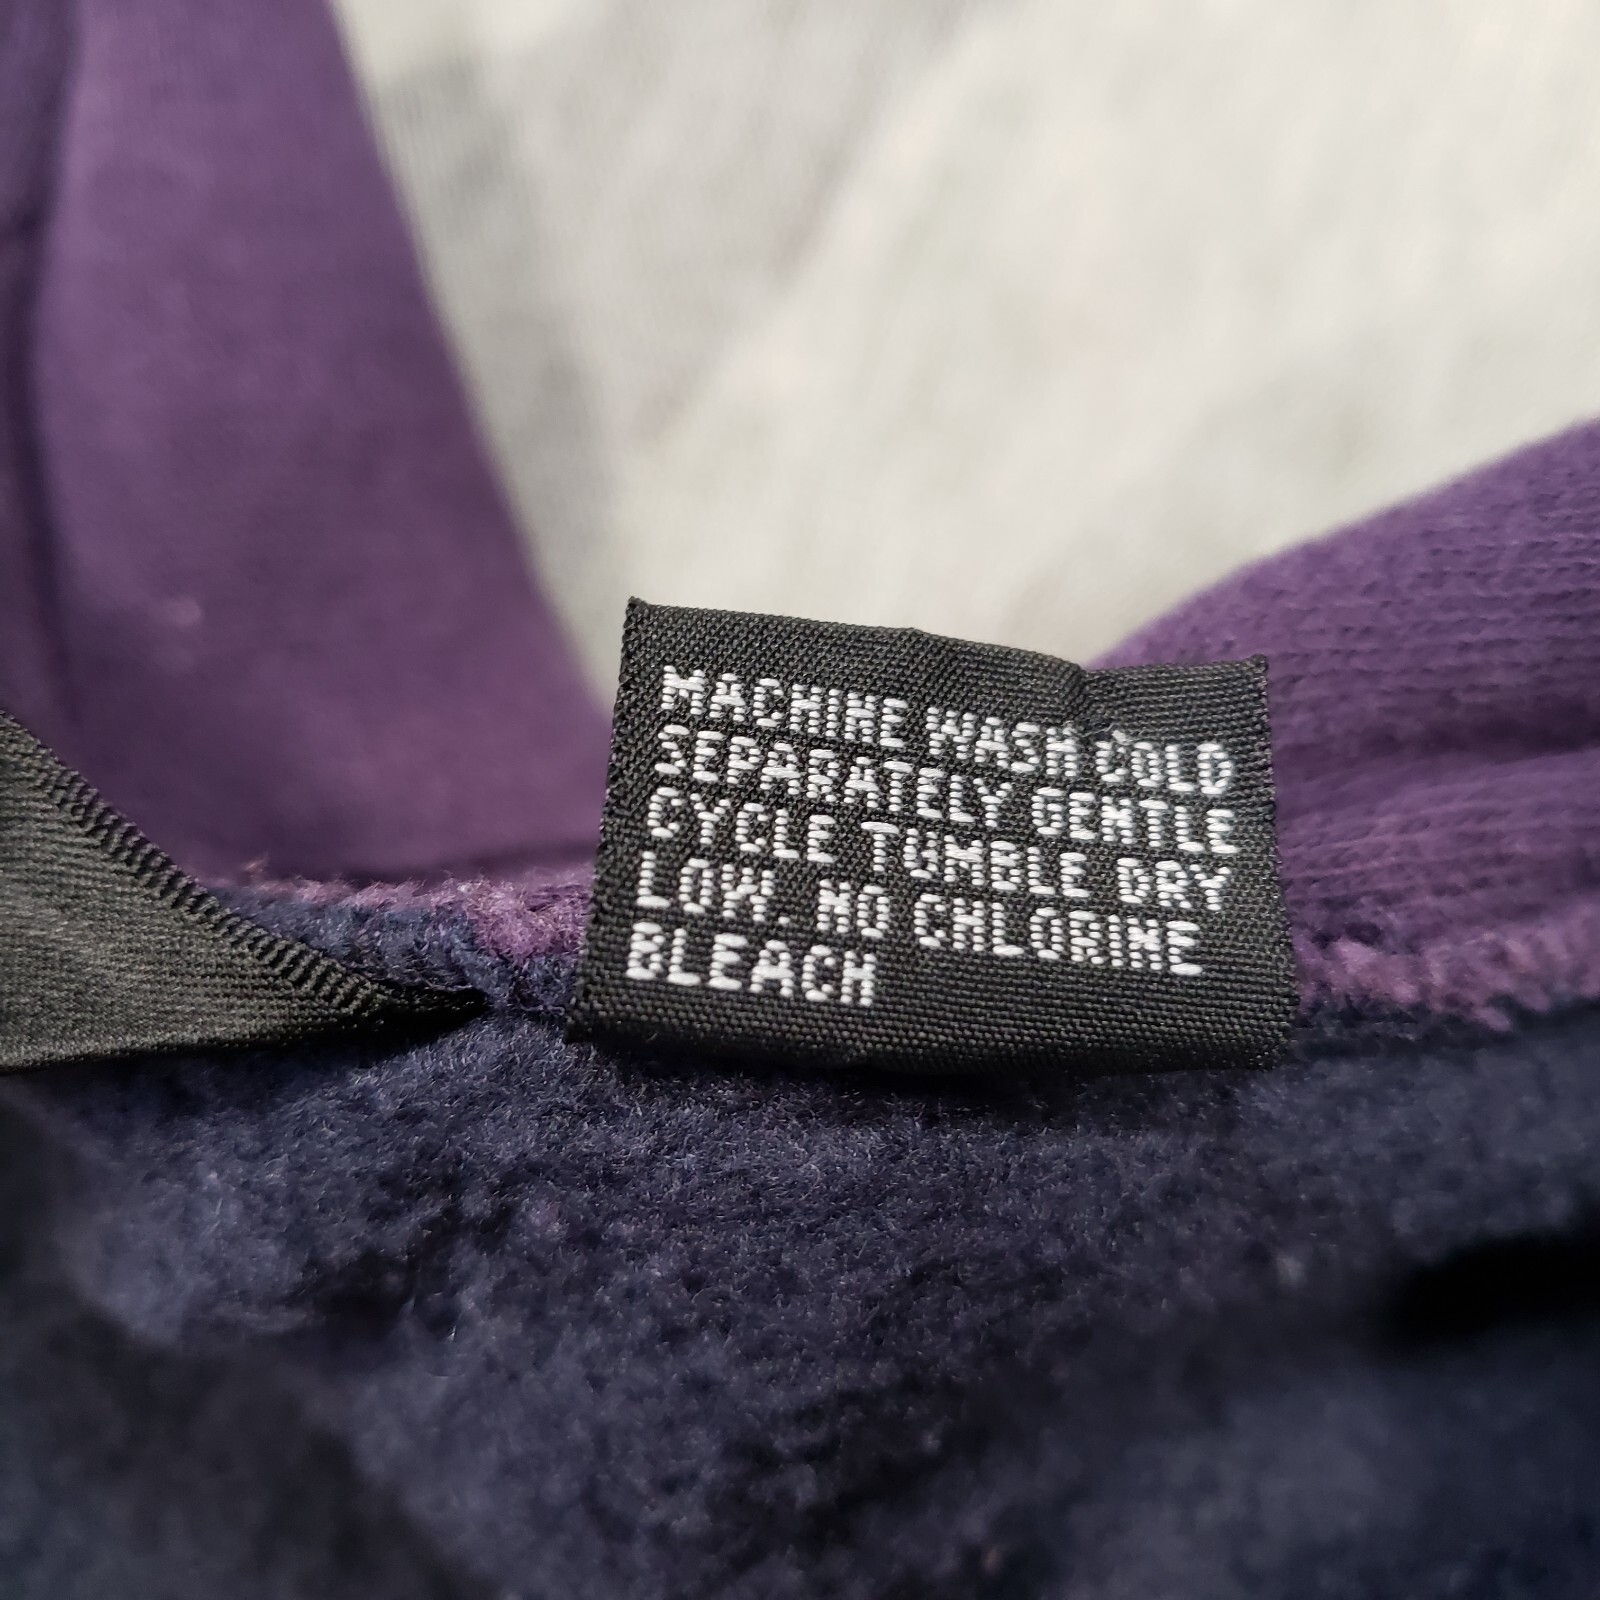 MACHINE WASH COLD
SEPARATELY GENTLE
CYCLE TUMBLE DRY
LOW. NO CHLORINE
BLEACH